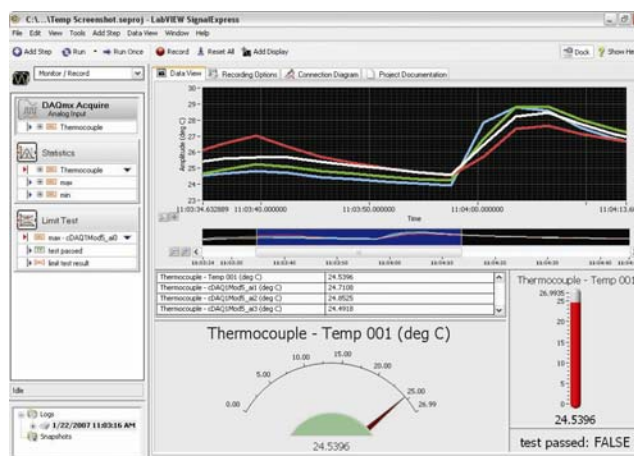 C:\...\Temp Screenshot.seproj - LabVIEW SignalExpress
File Edit View Tools Add Step Data View Window Help
Add Step Run Run Once Record Reset All Add Display Dock Show He
Monitor / Record
Data View Recording Options Connection Diagram Project Documentation
DAQmx Acquire
Analog Input
Thermocouple
Statistics
Thermocouple
max
min
Limit Test
max - cDAQ1Mod5_ai0
test passed
limit test result
Idle
Logs
1/22/2007 11:03:16 AM
Snapshots
30
29
28
27
26
25
24
23
Amplitude (deg C)
11:03:34.632889 11:03:40.000000 11:03:50.000000 11:04:00.000000 11:04:13.6
Time
Thermocouple - Temp 001 (deg C) 24.5396
Thermocouple - cDAQ1Mod5_ai1 (deg C) 24.7108
Thermocouple - cDAQ1Mod5_ai2 (deg C) 24.8525
Thermocouple - cDAQ1Mod5_ai3 (deg C) 24.4918
Thermocouple - Temp 001 (deg C)
0.00 5.00 10.00 15.00 20.00 25.00 26.99
24.5396
Thermocouple - Temp 001
26.9935
25
20
15
10
5
0
24.5396
test passed: FALSE